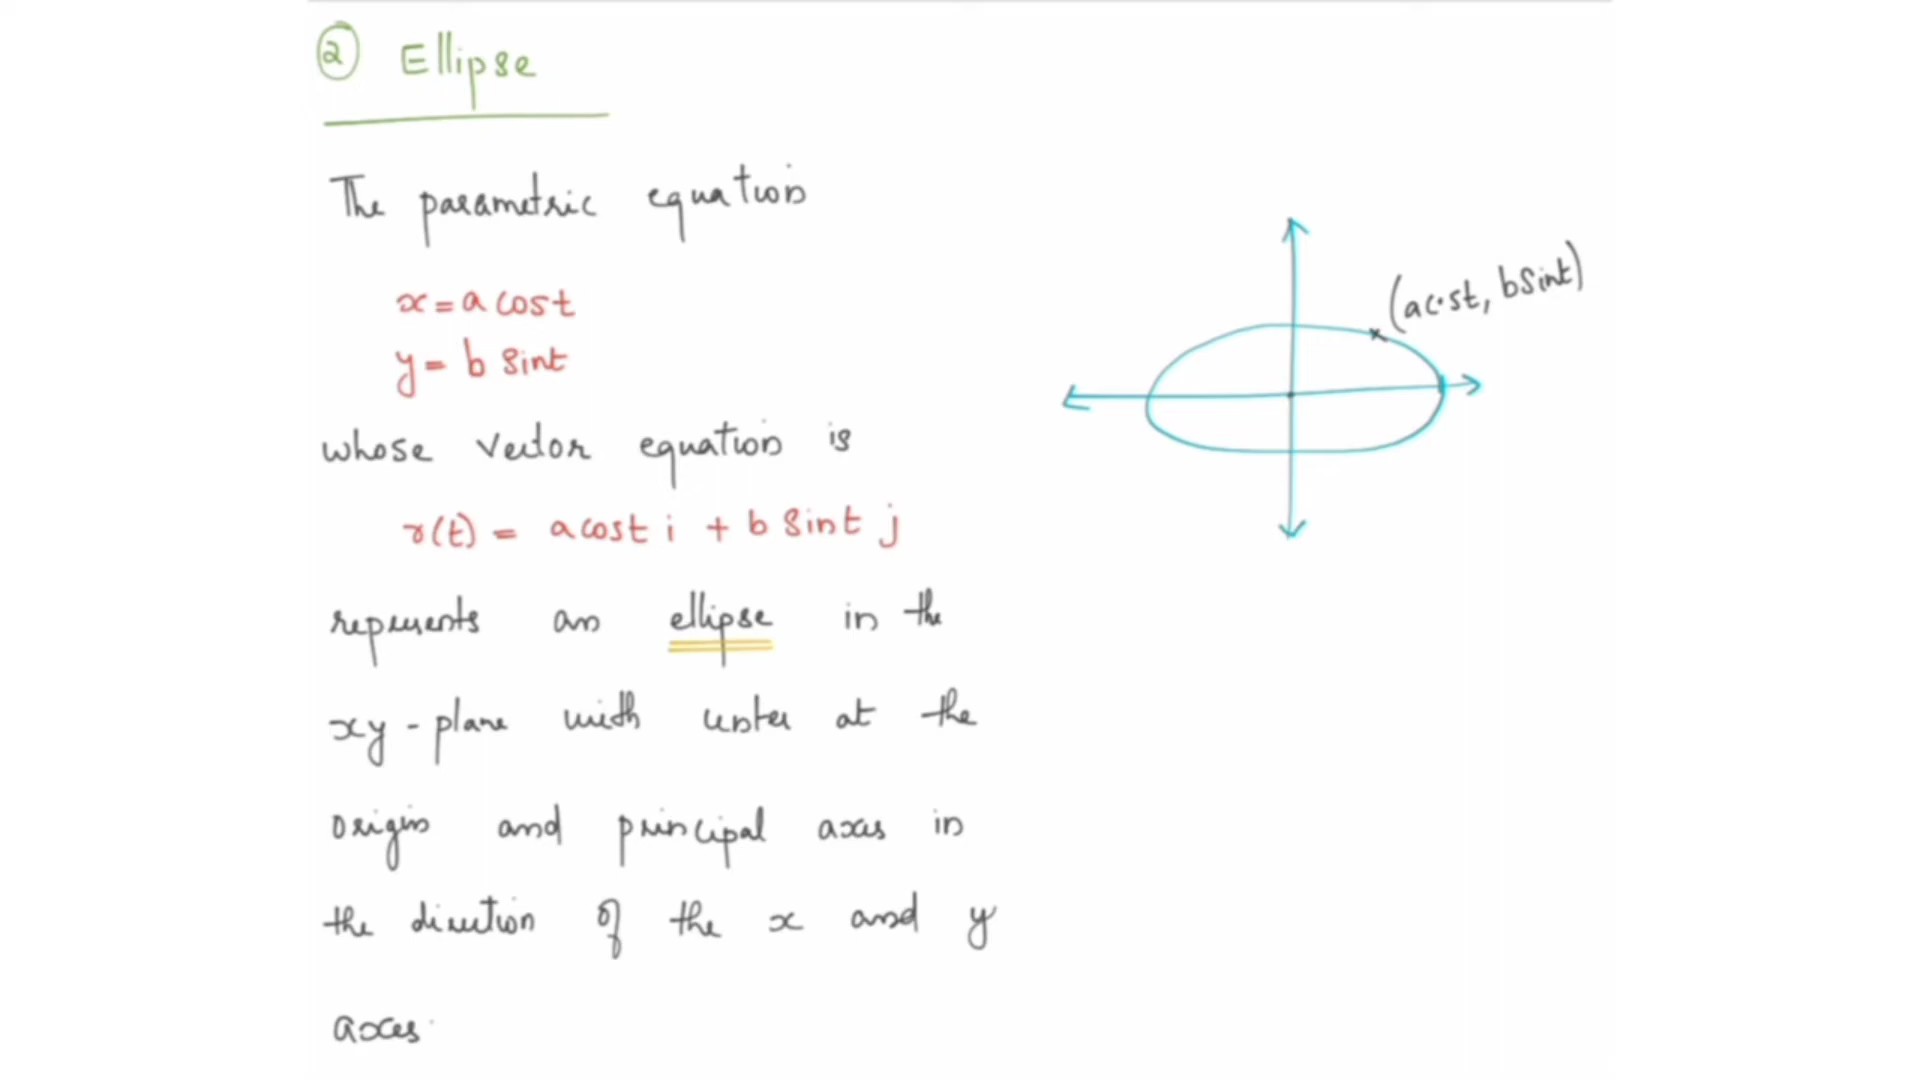 ② Ellipse
The parametric equation
x = a cost
y = b sint
(a cost, b sint)
whose vector equation is
r(t) = a cost i + b sint j
represents an ellipse in the
xy-plane with center at the
origin and principal axes in
the direction of the x and y
axes.